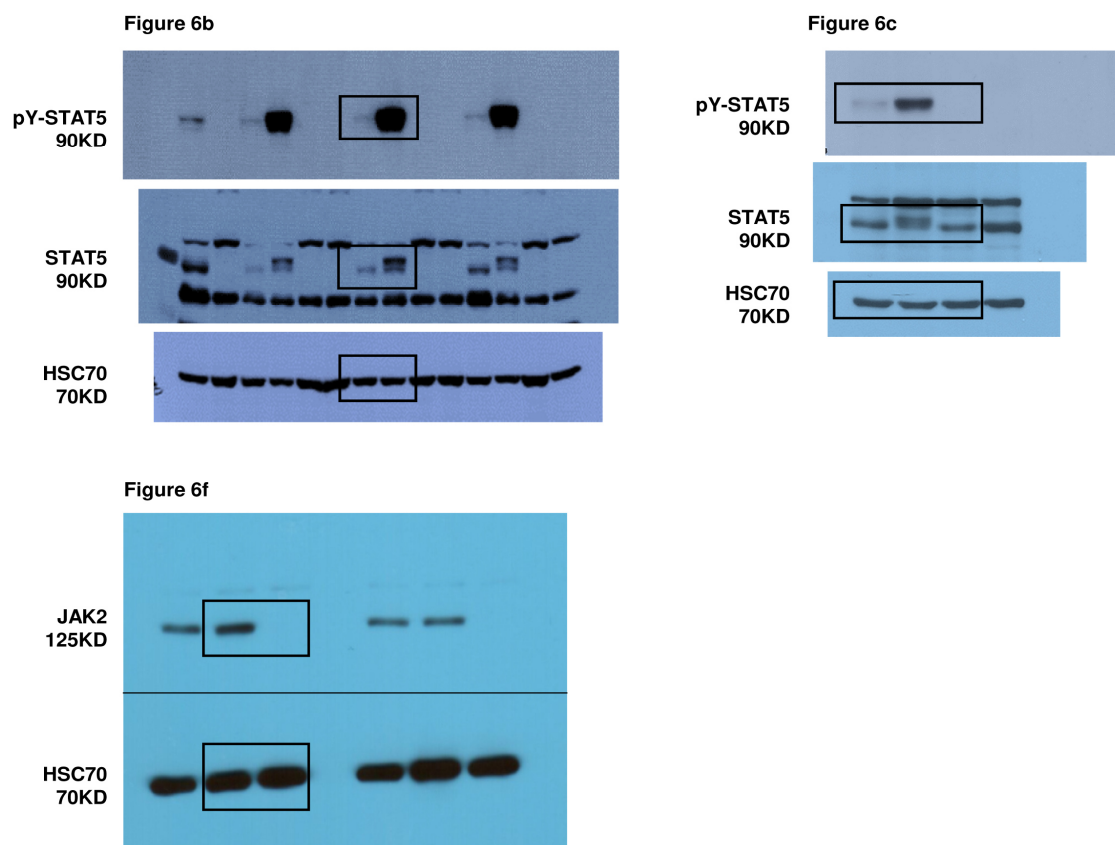 Figure 6b
pY-STAT5
90KD
STAT5
90KD
HSC70
70KD
Figure 6c
pY-STAT5
90KD
STAT5
90KD
HSC70
70KD
Figure 6f
JAK2
125KD
HSC70
70KD